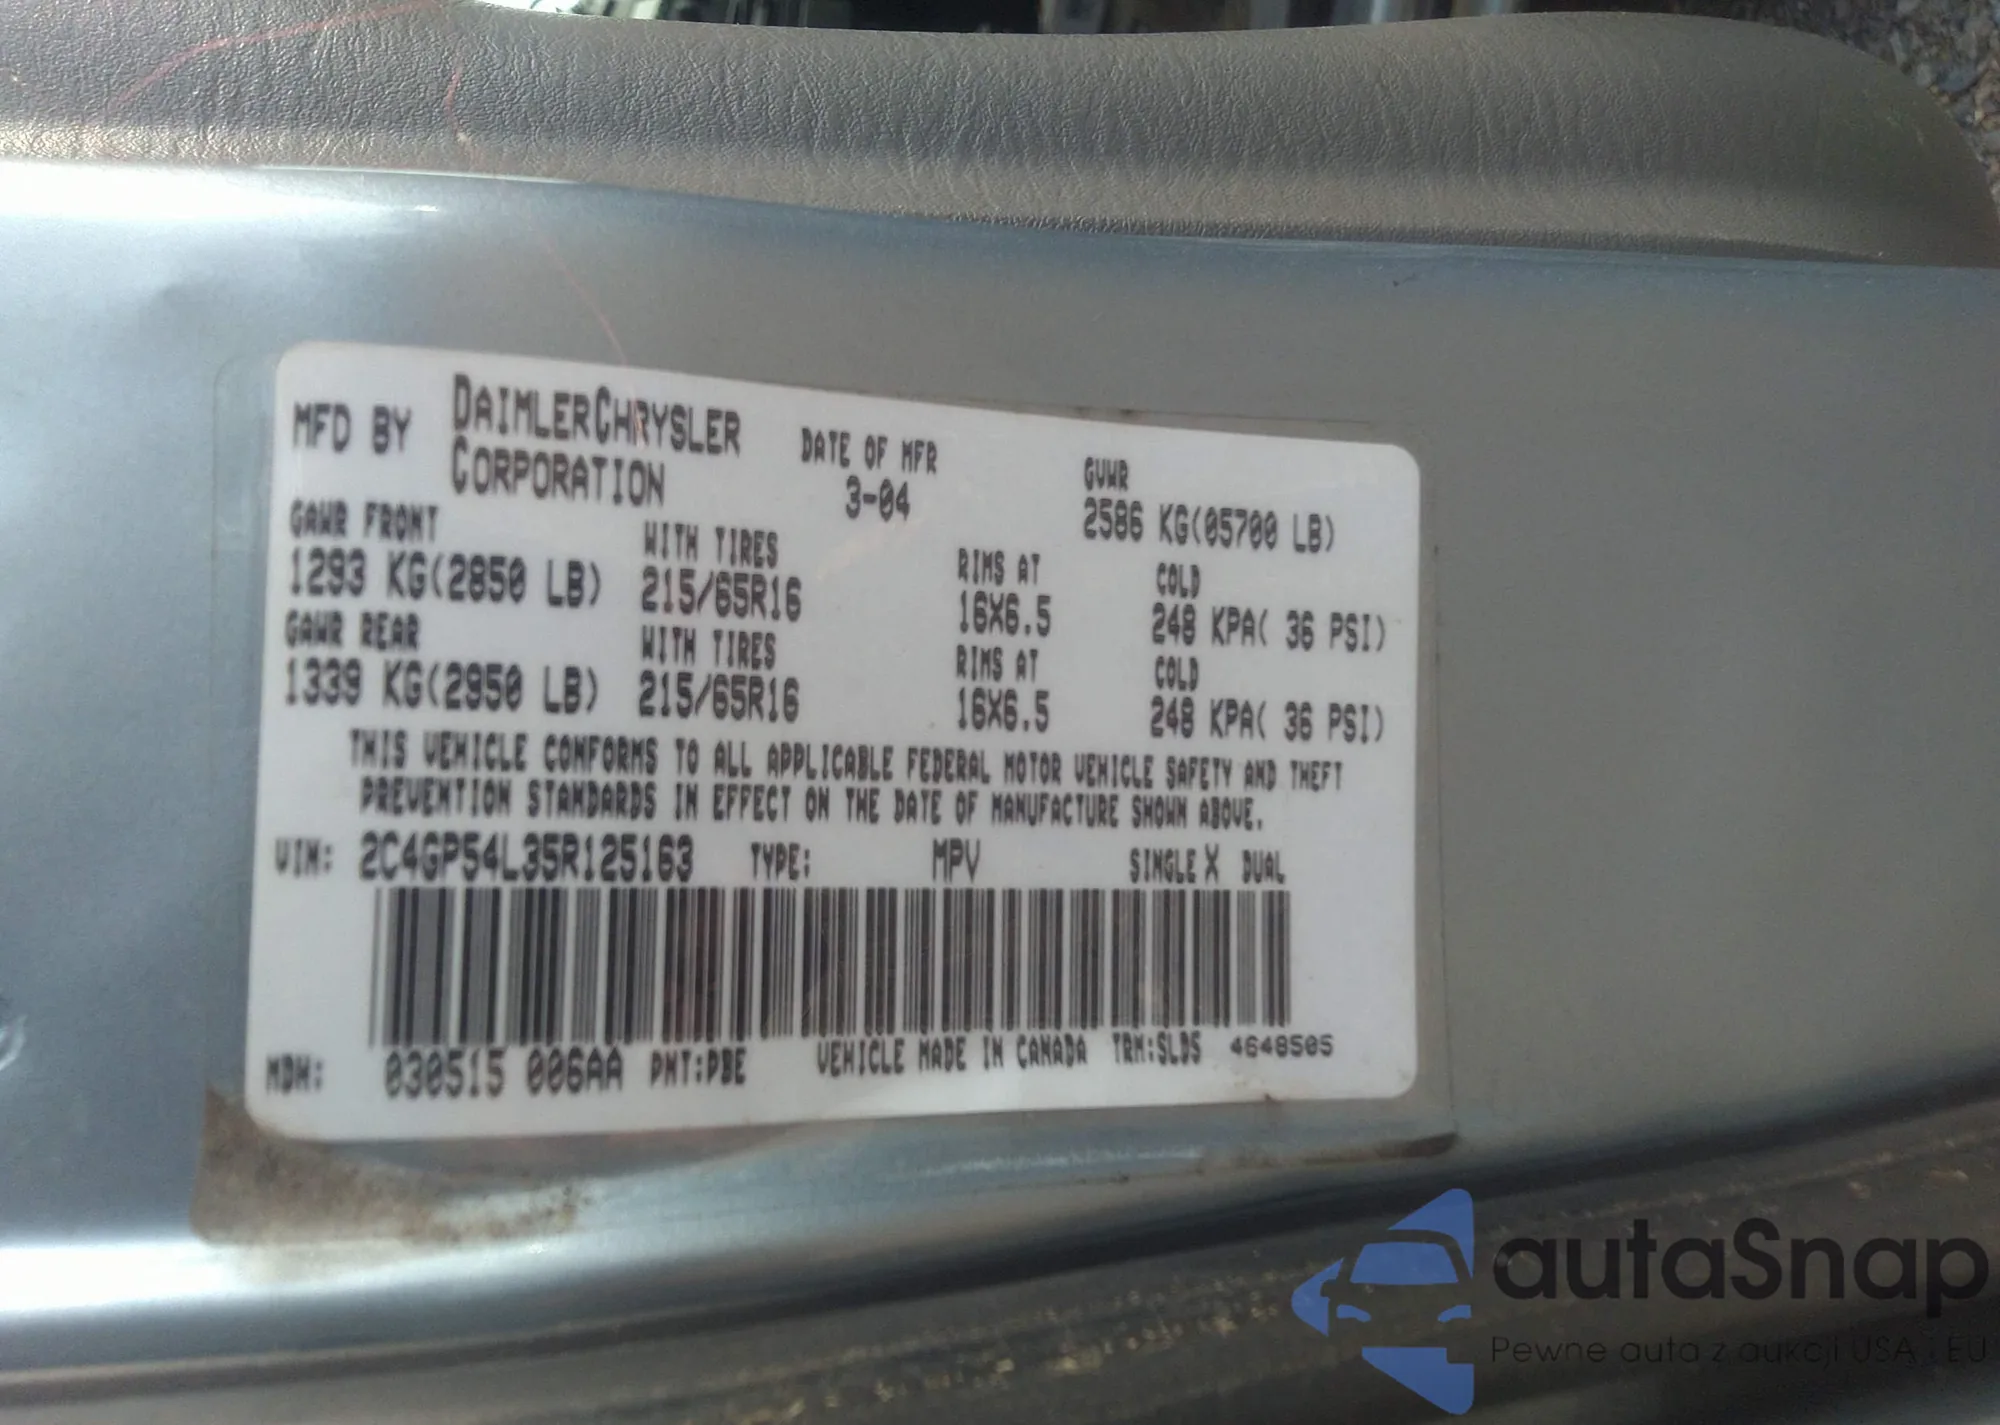 MFD BY DAIMLERCHRYSLER CORPORATION DATE OF MFR 3-04 GVWR 2586 KG(05700 LB)
GAWR FRONT WITH TIRES RIMS AT COLD
1293 KG(2850 LB) 215/65R16 16X6.5 248 KPA( 36 PSI)
GAWR REAR WITH TIRES RIMS AT COLD
1339 KG(2950 LB) 215/65R16 16X6.5 248 KPA( 36 PSI)
THIS VEHICLE CONFORMS TO ALL APPLICABLE FEDERAL MOTOR VEHICLE SAFETY AND THEFT
PREVENTION STANDARDS IN EFFECT ON THE DATE OF MANUFACTURE SHOWN ABOVE.
VIN: 2C4GP54L35R125163 TYPE: MPV SINGLE X DUAL
MDH: 030515 006AA PNT:PBE VEHICLE MADE IN CANADA TRM:SLDS 4648505
autaSnap
Pewne auta z aukcji USA i EU